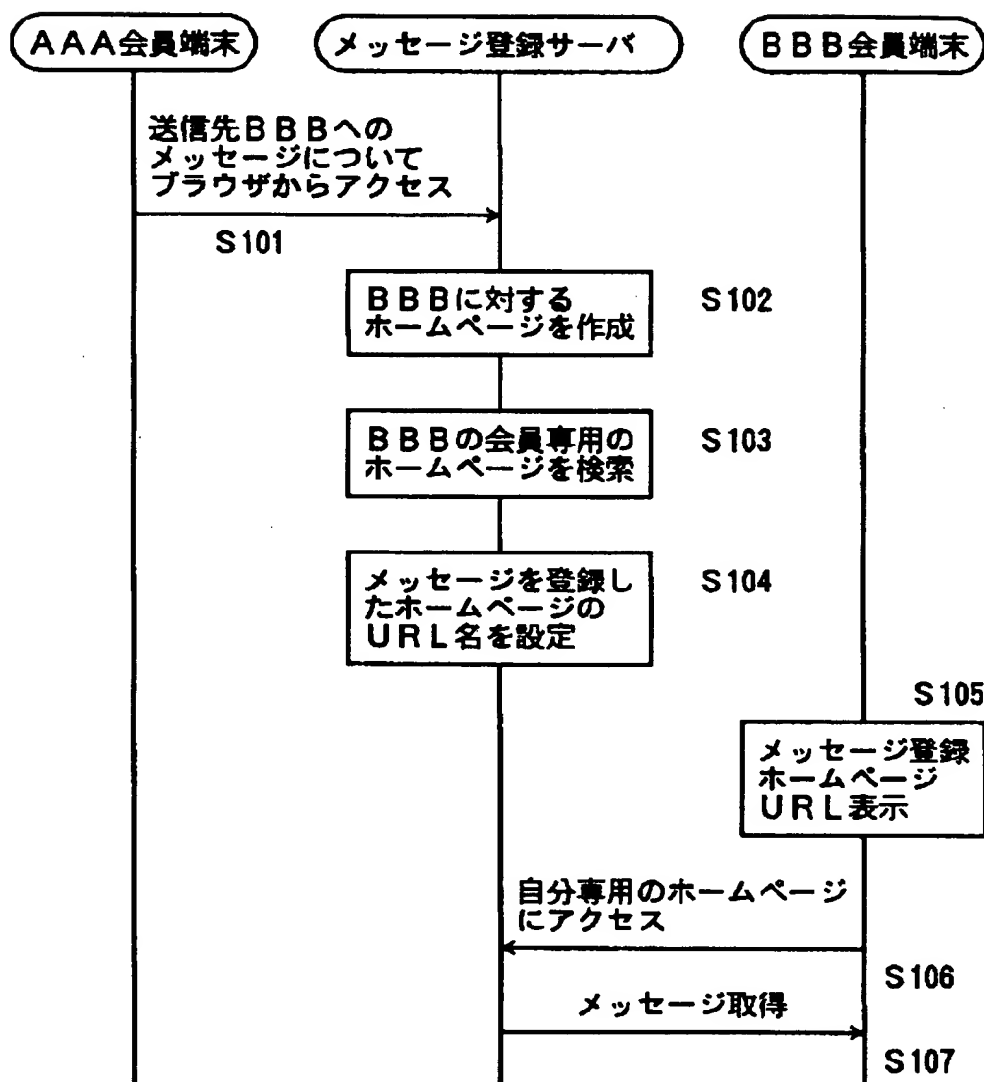 AAA会員端末
メッセージ登録サーバ
BBB会員端末
送信先BBBへの
メッセージについて
ブラウザからアクセス
S101
BBBに対する
ホームページを作成
S102
BBBの会員専用の
ホームページを検索
S103
メッセージを登録し
たホームページの
URL名を設定
S104
S105
メッセージ登録
ホームページ
URL表示
自分専用のホームページ
にアクセス
S106
メッセージ取得
S107